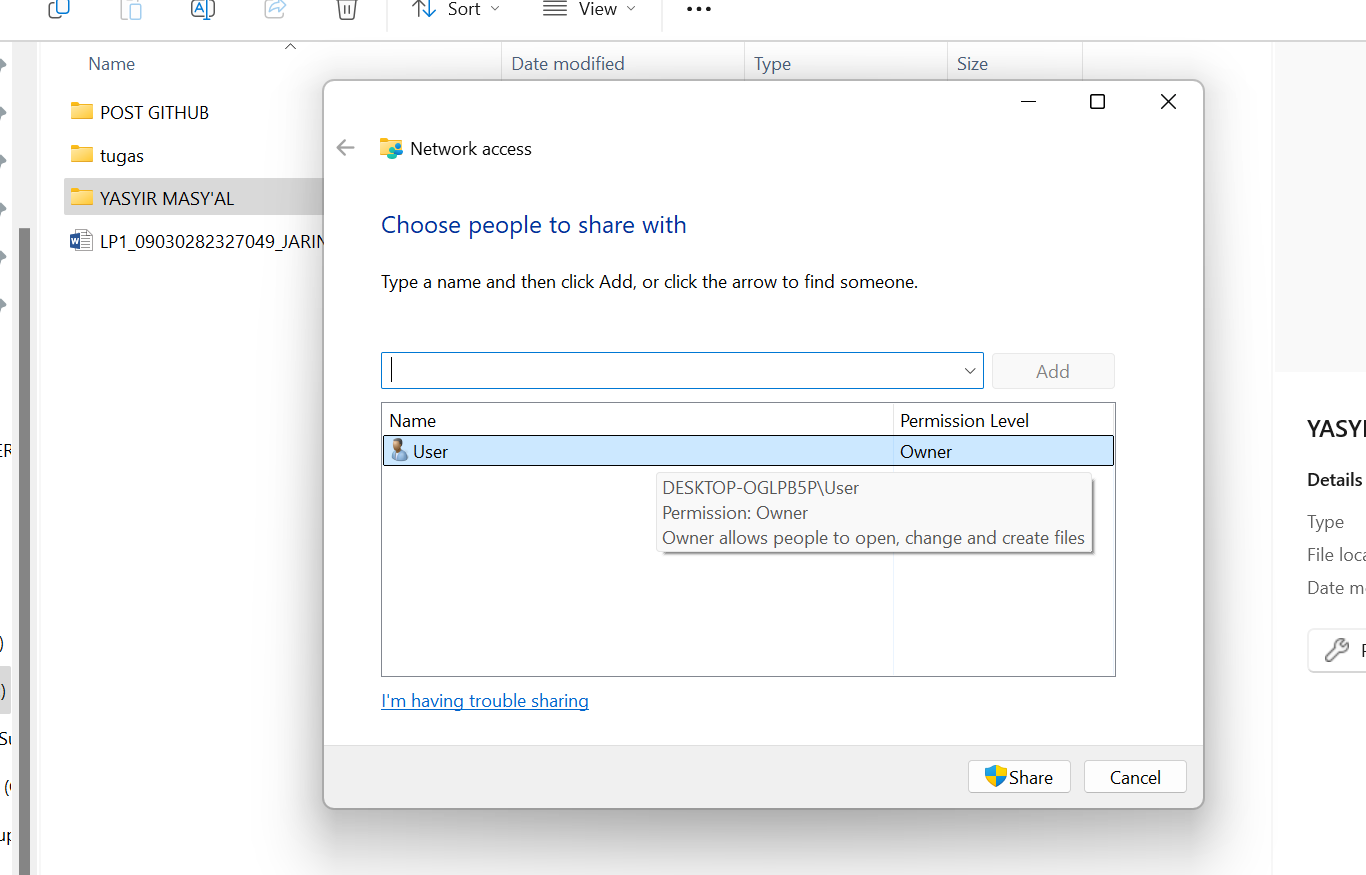 Sort
View
Name
Date modified
Type
Size
POST GITHUB
tugas
YASYIR MASY'AL
LP1_09030282327049_JARIN
Network access
Choose people to share with
Type a name and then click Add, or click the arrow to find someone.
Add
Name
Permission Level
User
Owner
DESKTOP-OGLPB5P\User
Permission: Owner
Owner allows people to open, change and create files
I'm having trouble sharing
Share
Cancel
YASYI
Details
Type
File loca
Date m